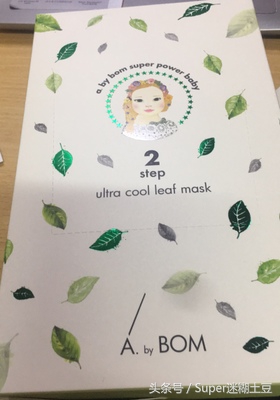 a by bom super power baby
2
step
ultra cool leaf mask
A. by BOM
头条号 / Super迷糊土豆